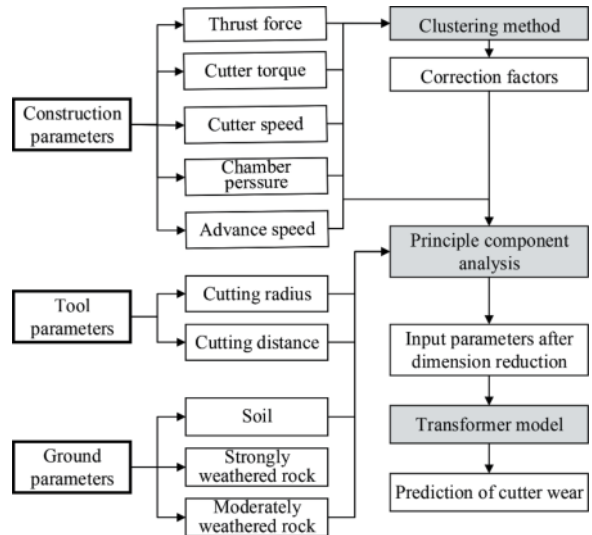 Construction
parameters
Thrust force
Cutter torque
Cutter speed
Chamber
perssure
Advance speed
Tool
parameters
Cutting radius
Cutting distance
Ground
parameters
Soil
Strongly
weathered rock
Moderately
weathered rock
Clustering method
Correction factors
Principle component
analysis
Input parameters after
dimension reduction
Transformer model
Prediction of cutter wear